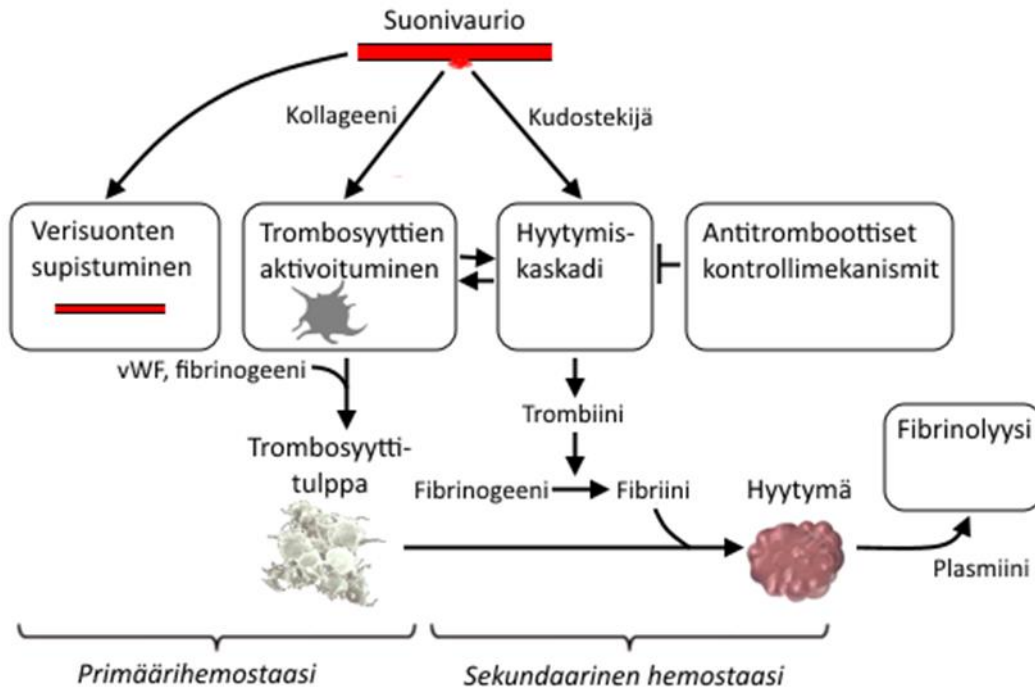 Suonivaurio
Kollageeni
Kudostekijä
Verisuonten
supistuminen
Trombosyyttien
aktivoituminen
Hyytymis-
kaskadi
Antitromboottiset
kontrollimekanismit
vWF, fibrinogeeni
Trombiini
Trombosyytti-
tulppa
Fibrinogeeni
Fibriini
Hyytymä
Fibrinolyysi
Plasmiini
Primäärihemostaasi
Sekundaarinen hemostaasi